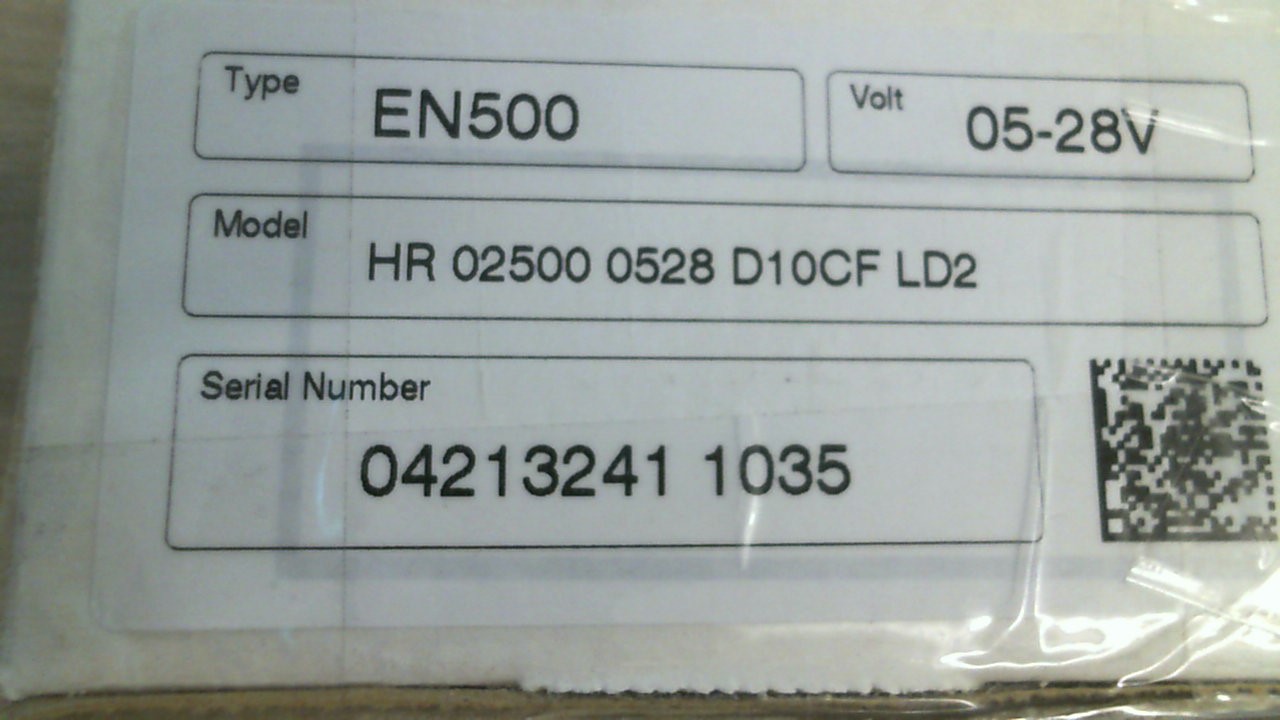 Type EN500 Volt 05-28V
Model HR 02500 0528 D10CF LD2
Serial Number
04213241 1035